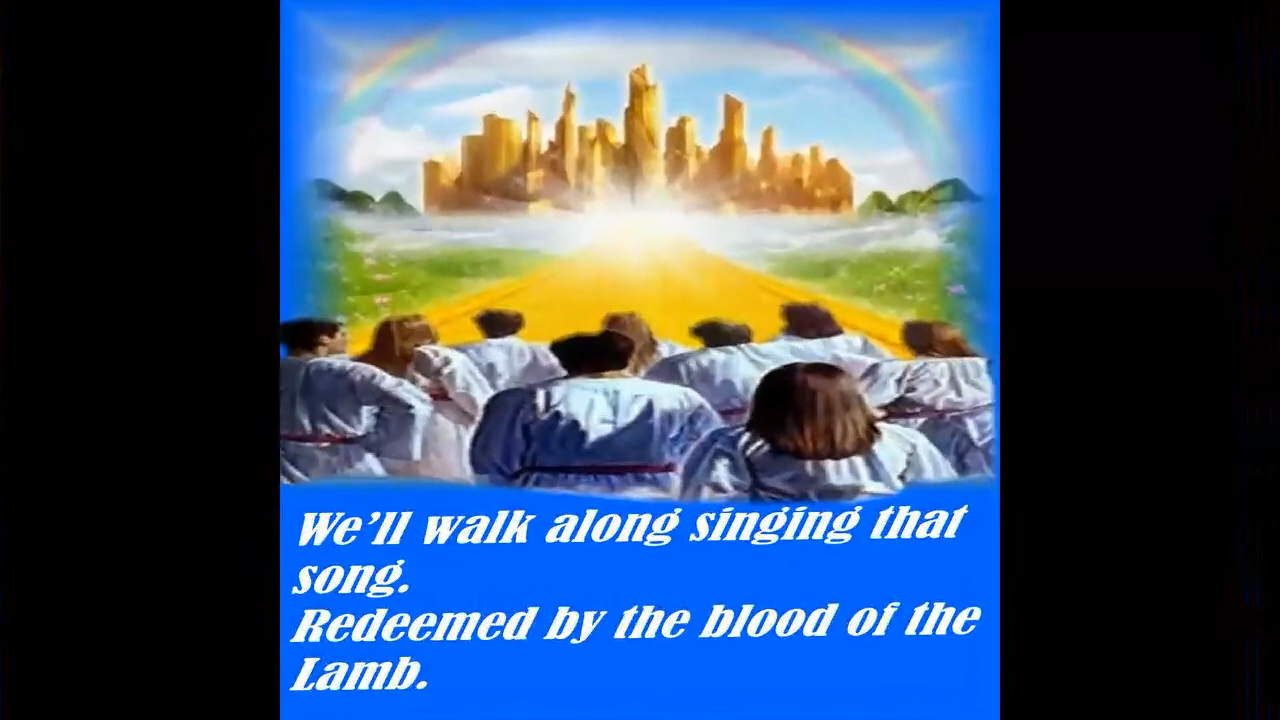 We'll walk along singing that
song.
Redeemed by the blood of the
Lamb.